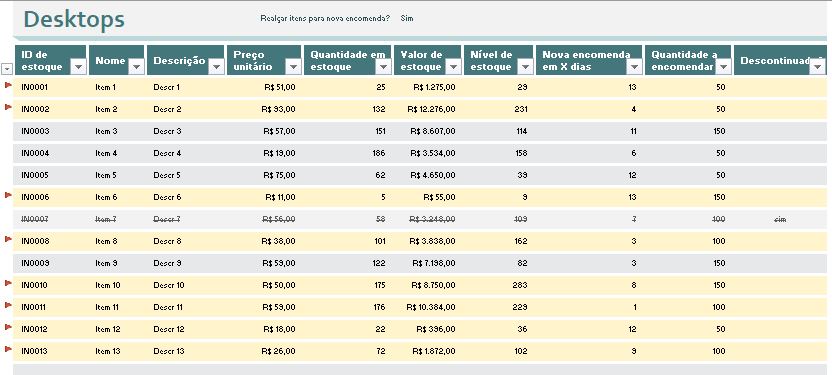 Desktops
Realçar itens para nova encomenda? Sim
ID de estoque Nome Descrição Preço unitário Quantidade em estoque Valor de estoque Nível de estoque Nova encomenda em X dias Quantidade a encomendar Descontinuado?
IN0001 Item 1 Descr 1 R$ 51,00 25 R$ 1.275,00 29 13 50
IN0002 Item 2 Descr 2 R$ 93,00 132 R$ 12.276,00 231 4 50
IN0003 Item 3 Descr 3 R$ 57,00 151 R$ 8.607,00 114 11 150
IN0004 Item 4 Descr 4 R$ 19,00 186 R$ 3.534,00 158 6 50
IN0005 Item 5 Descr 5 R$ 75,00 62 R$ 4.650,00 39 12 50
IN0006 Item 6 Descr 6 R$ 11,00 5 R$ 55,00 9 13 150
IN0007 Item 7 Descr 7 R$ 56,00 58 R$ 3.248,00 109 7 100 sim
IN0008 Item 8 Descr 8 R$ 38,00 101 R$ 3.838,00 162 3 100
IN0009 Item 9 Descr 9 R$ 59,00 122 R$ 7.198,00 82 3 150
IN0010 Item 10 Descr 10 R$ 50,00 175 R$ 8.750,00 283 8 150
IN0011 Item 11 Descr 11 R$ 59,00 176 R$ 10.384,00 229 1 100
IN0012 Item 12 Descr 12 R$ 18,00 22 R$ 396,00 36 12 50
IN0013 Item 13 Descr 13 R$ 26,00 72 R$ 1.872,00 102 9 100